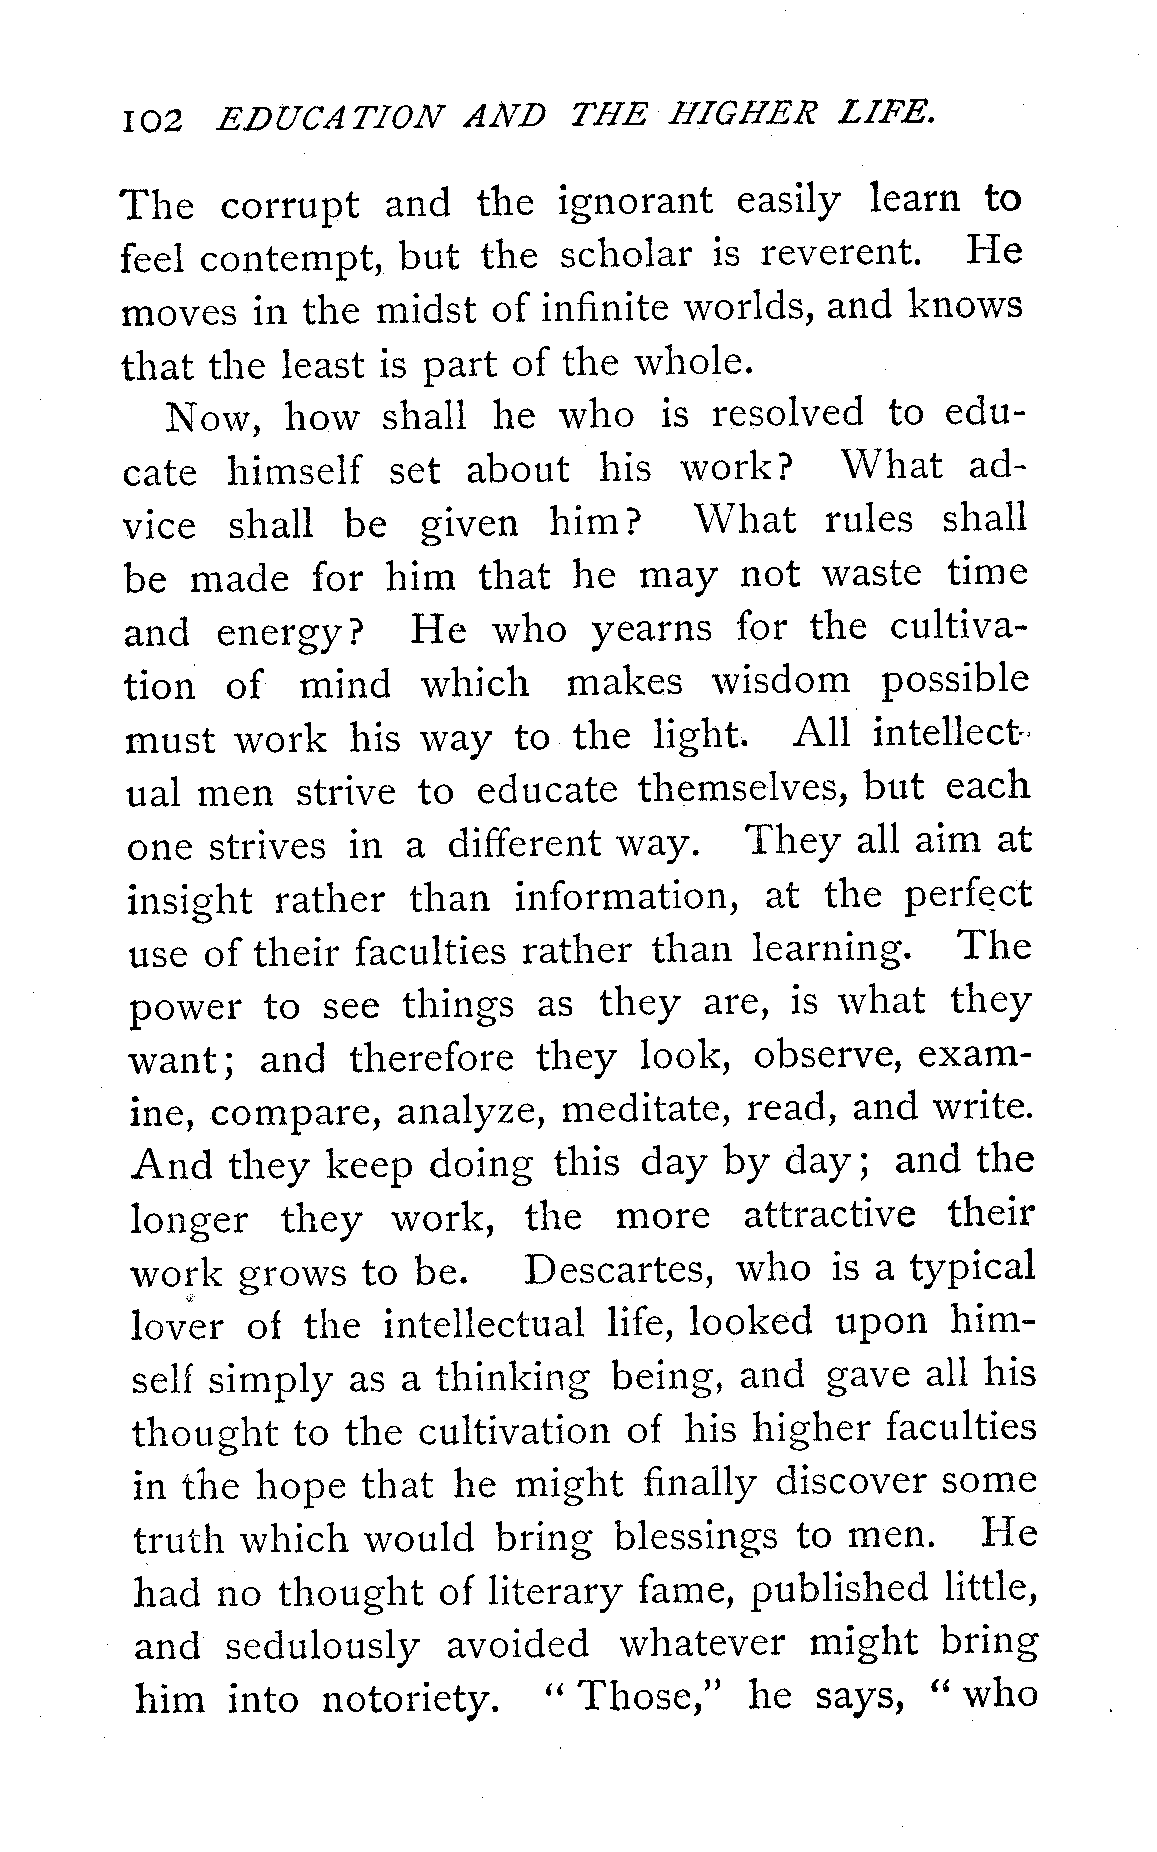 102 EDUCATION AND THE HIGHER LIFE.
The corrupt and the ignorant easily learn to
feel contempt, but the scholar is reverent. He
moves in the midst of infinite worlds, and knows
that the least is part of the whole.
Now, how shall he who is resolved to edu-
cate himself set about his work? What ad-
vice shall be given him? What rules shall
be made for him that he may not waste time
and energy? He who yearns for the cultiva-
tion of mind which makes wisdom possible
must work his way to the light. All intellect-
ual men strive to educate themselves, but each
one strives in a different way. They all aim at
insight rather than information, at the perfect
use of their faculties rather than learning. The
power to see things as they are, is what they
want; and therefore they look, observe, exam-
ine, compare, analyze, meditate, read, and write.
And they keep doing this day by day; and the
longer they work, the more attractive their
work grows to be. Descartes, who is a typical
lover of the intellectual life, looked upon him-
self simply as a thinking being, and gave all his
thought to the cultivation of his higher faculties
in the hope that he might finally discover some
truth which would bring blessings to men. He
had no thought of literary fame, published little,
and sedulously avoided whatever might bring
him into notoriety. "Those," he says, "who